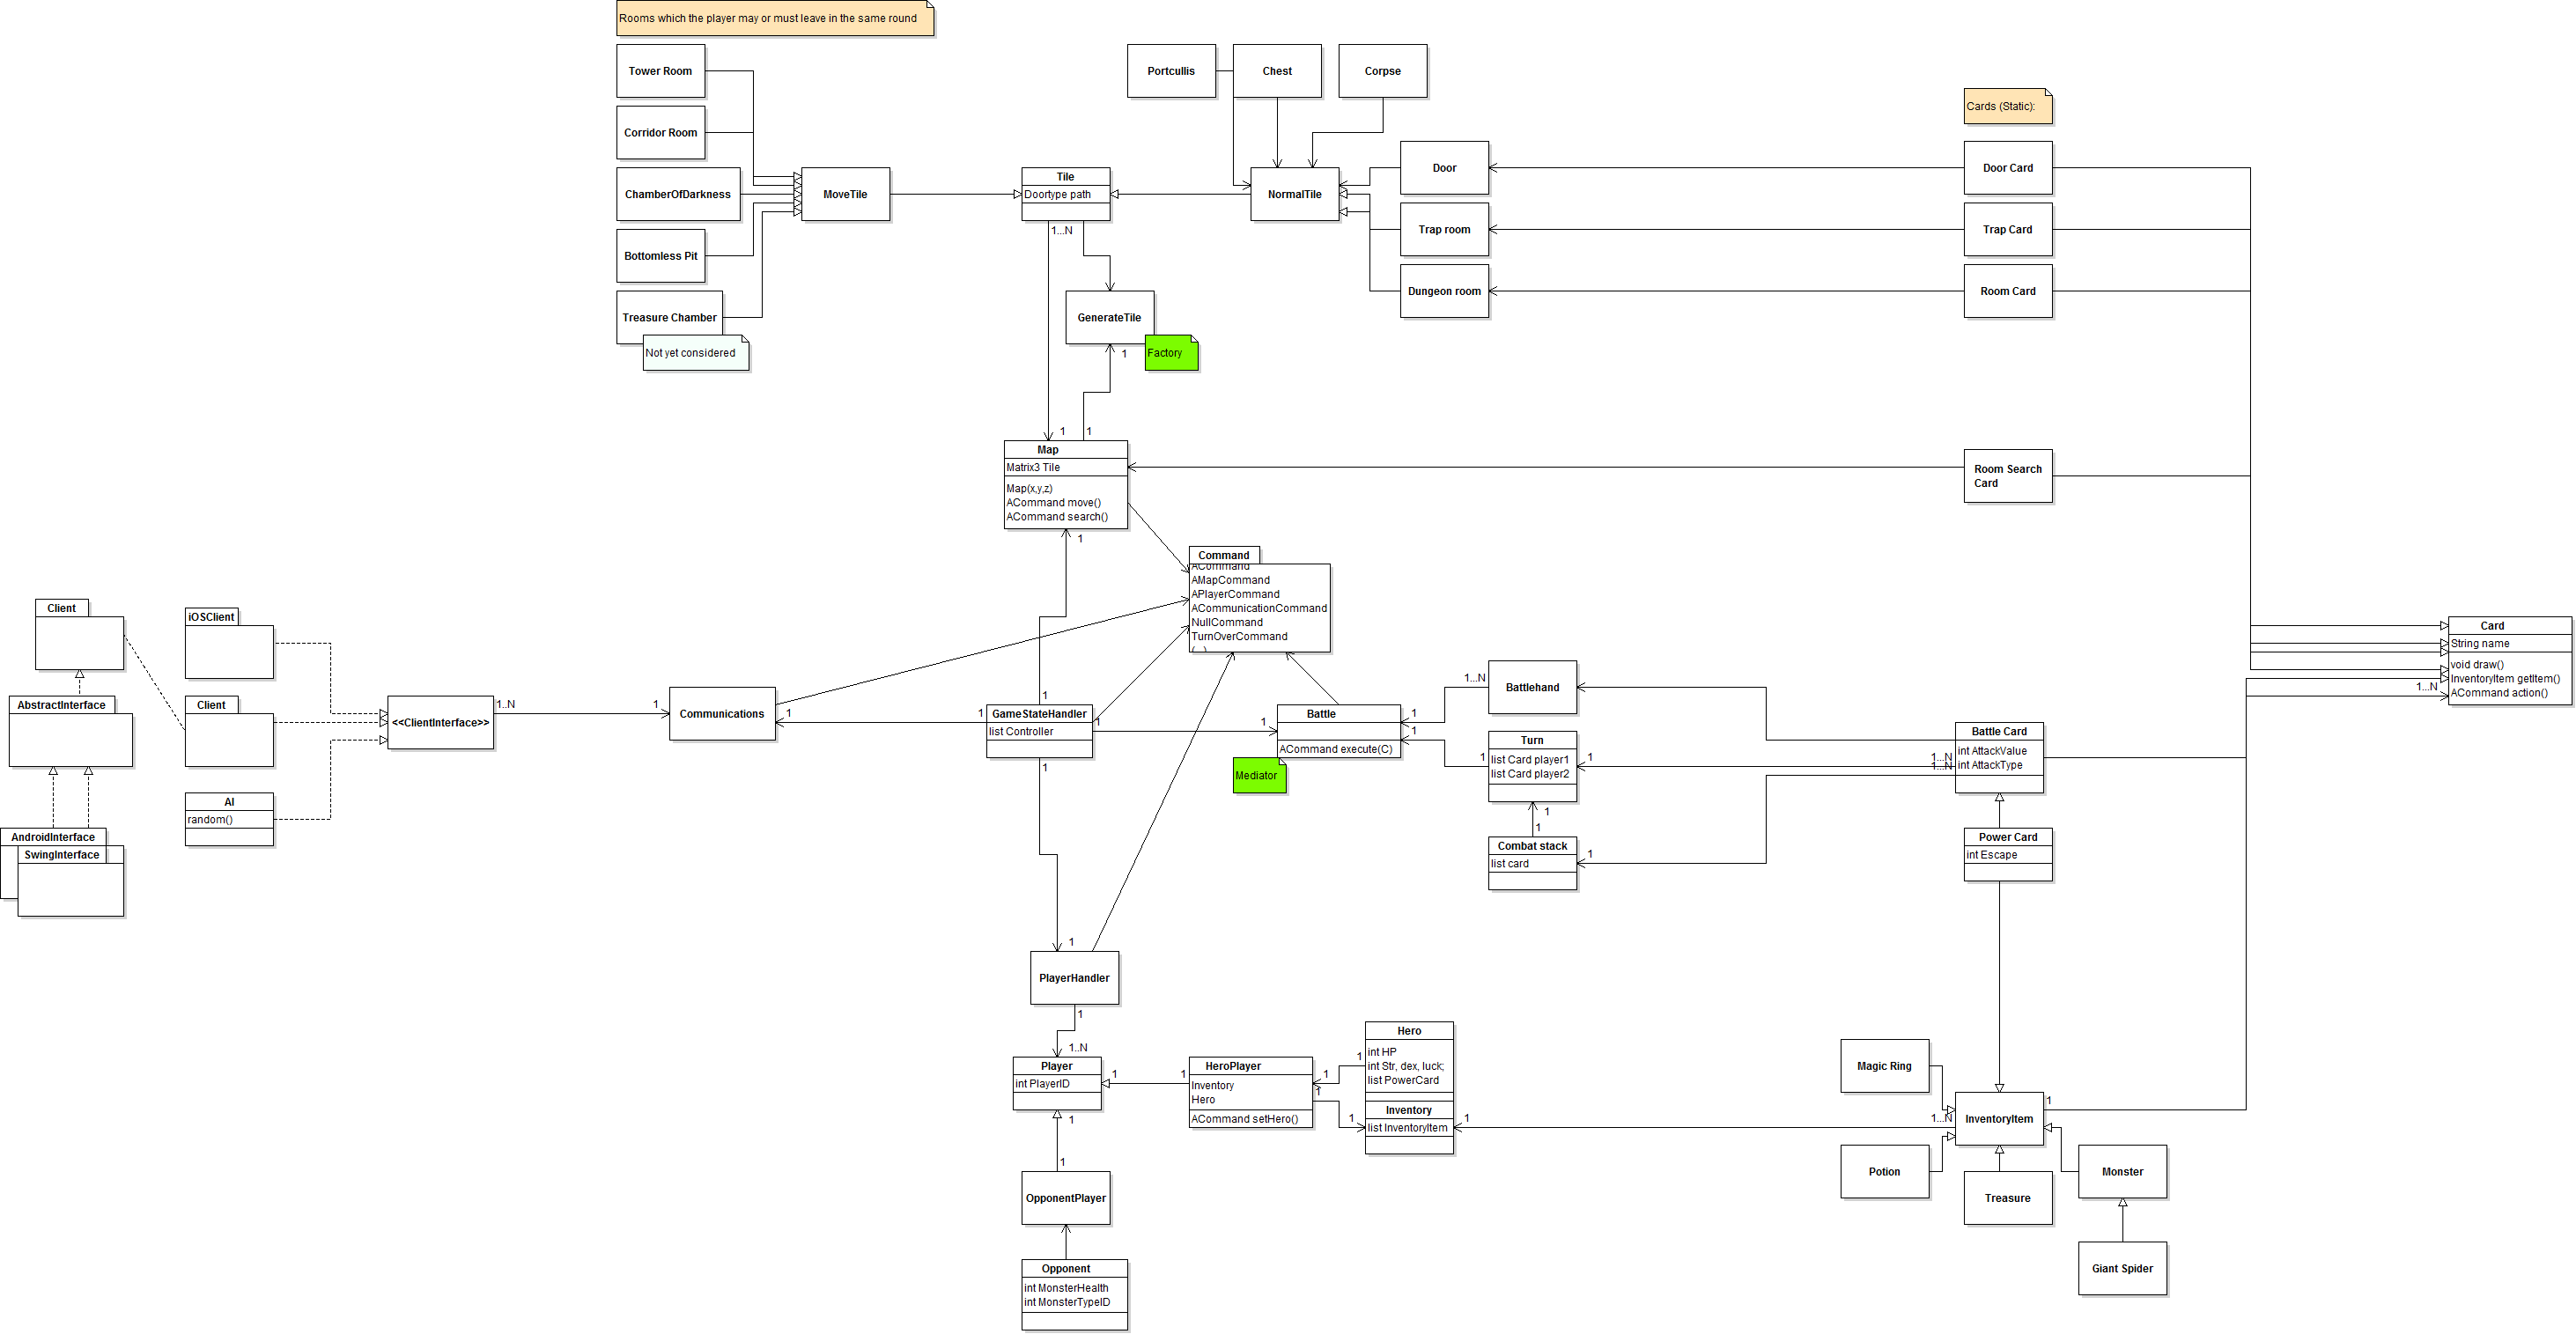 Rooms which the player may or must leave in the same round
Tower Room
Corridor Room
ChamberOfDarkness
Bottomless Pit
Treasure Chamber
Not yet considered
MoveTile
Tile
Doortype path
1...N
Portcullis
Chest
Corpse
NormalTile
Door
Trap room
Dungeon room
Cards (Static):
Door Card
Trap Card
Room Card
GenerateTile
Factory
1
1
1
Map
Matrix3 Tile
Map(x,y,z)
ACommand move()
ACommand search()
1
Room Search
Card
Command
ACommand
AMapCommand
APlayerCommand
ACommunicationCommand
NullCommand
TurnOverCommand
(...)
Client
iOSClient
AbstractInterface
Client
AI
random()
AndroidInterface
SwingInterface
<<ClientInterface>>
1..N
1
Communications
1
1
1
GameStateHandler
list Controller
1
1
1
Battle
ACommand execute(C)
Mediator
1
1
1...N
Battlehand
Turn
list Card player1
list Card player2
1
1
1
Combat stack
list card
1
Battle Card
int AttackValue
int AttackType
1...N
1...N
Power Card
int Escape
Card
String name
void draw()
InventoryItem getItem()
ACommand action()
1...N
1
PlayerHandler
1
1..N
Player
int PlayerID
1
1
HeroPlayer
Inventory
Hero
ACommand setHero()
1
1
1
1
Hero
int HP
int Str, dex, luck;
list PowerCard
Inventory
list InventoryItem
1
1...N
1
InventoryItem
Magic Ring
Potion
Treasure
Monster
Giant Spider
1
1
OpponentPlayer
Opponent
int MonsterHealth
int MonsterTypeID